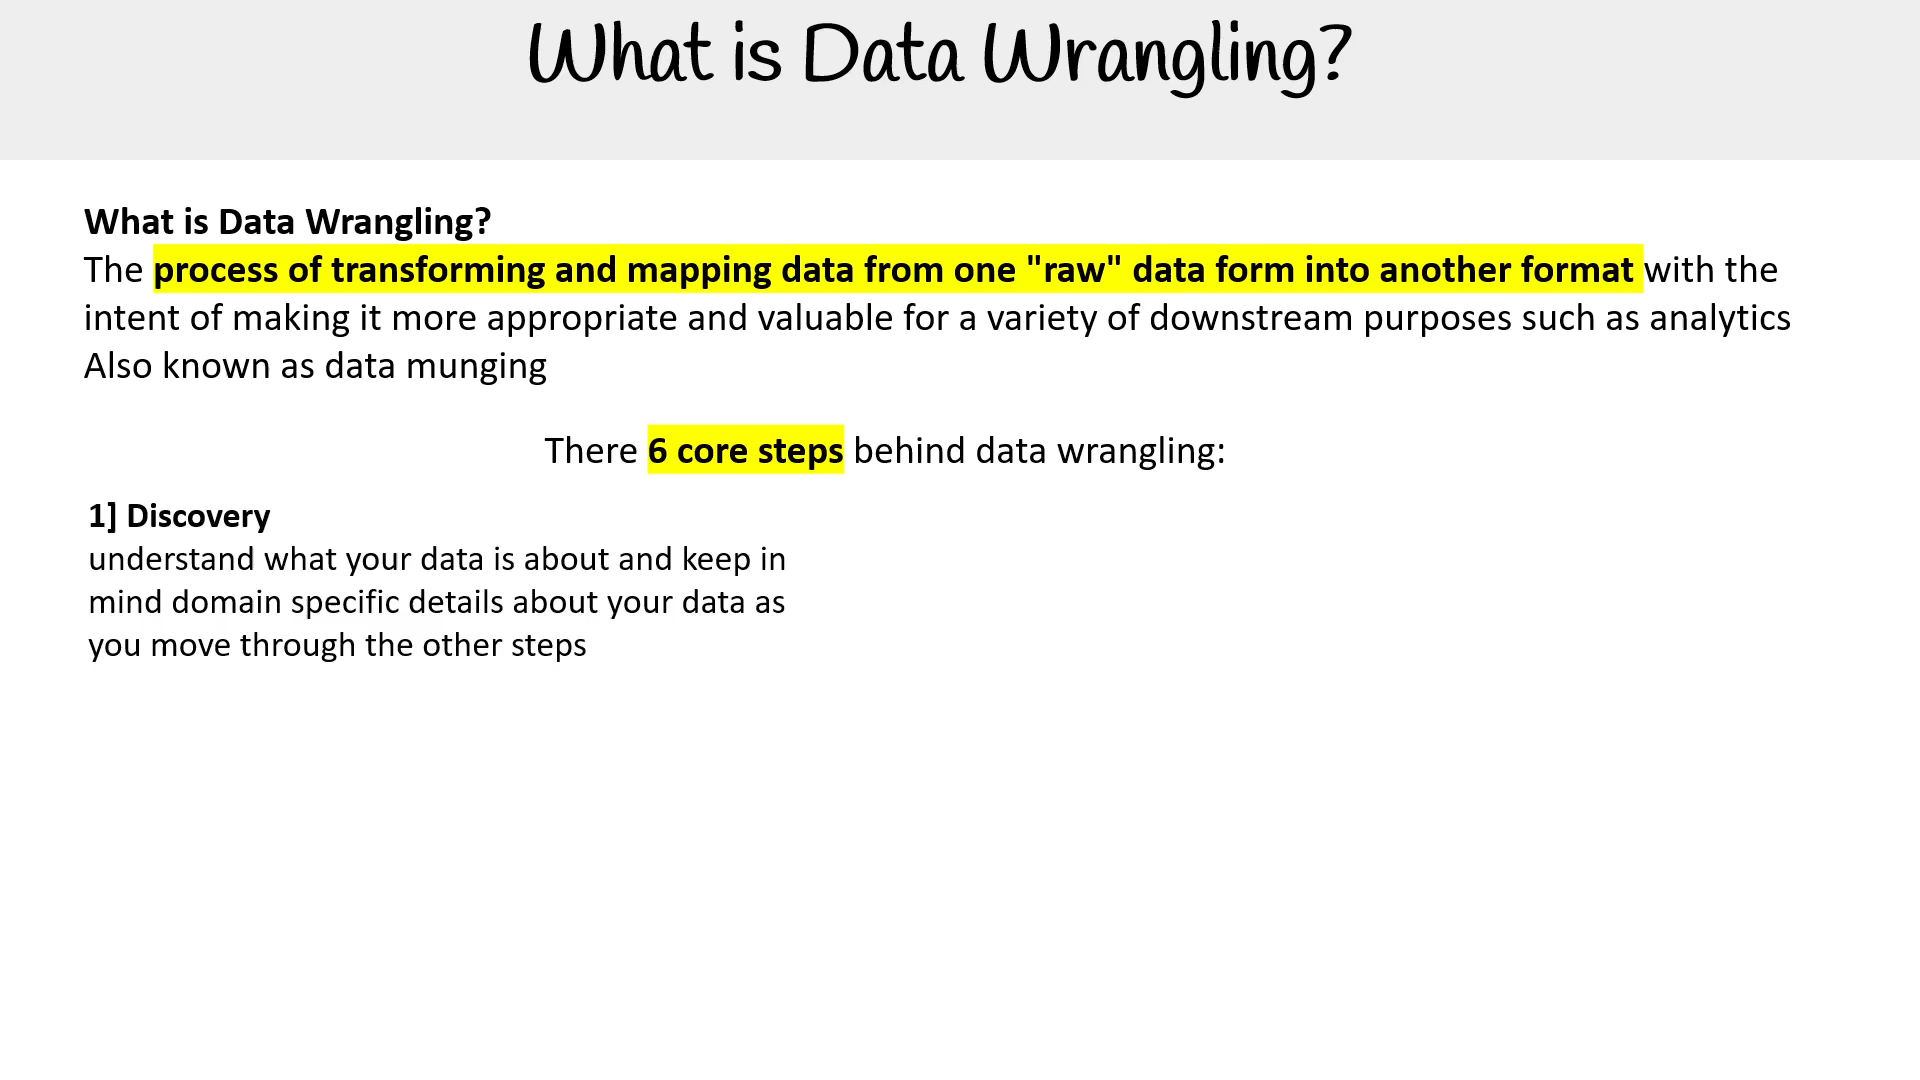 What is Data Wrangling?
What is Data Wrangling?
The process of transforming and mapping data from one "raw" data form into another format with the
intent of making it more appropriate and valuable for a variety of downstream purposes such as analytics
Also known as data munging
There 6 core steps behind data wrangling:
1] Discovery
understand what your data is about and keep in
mind domain specific details about your data as
you move through the other steps